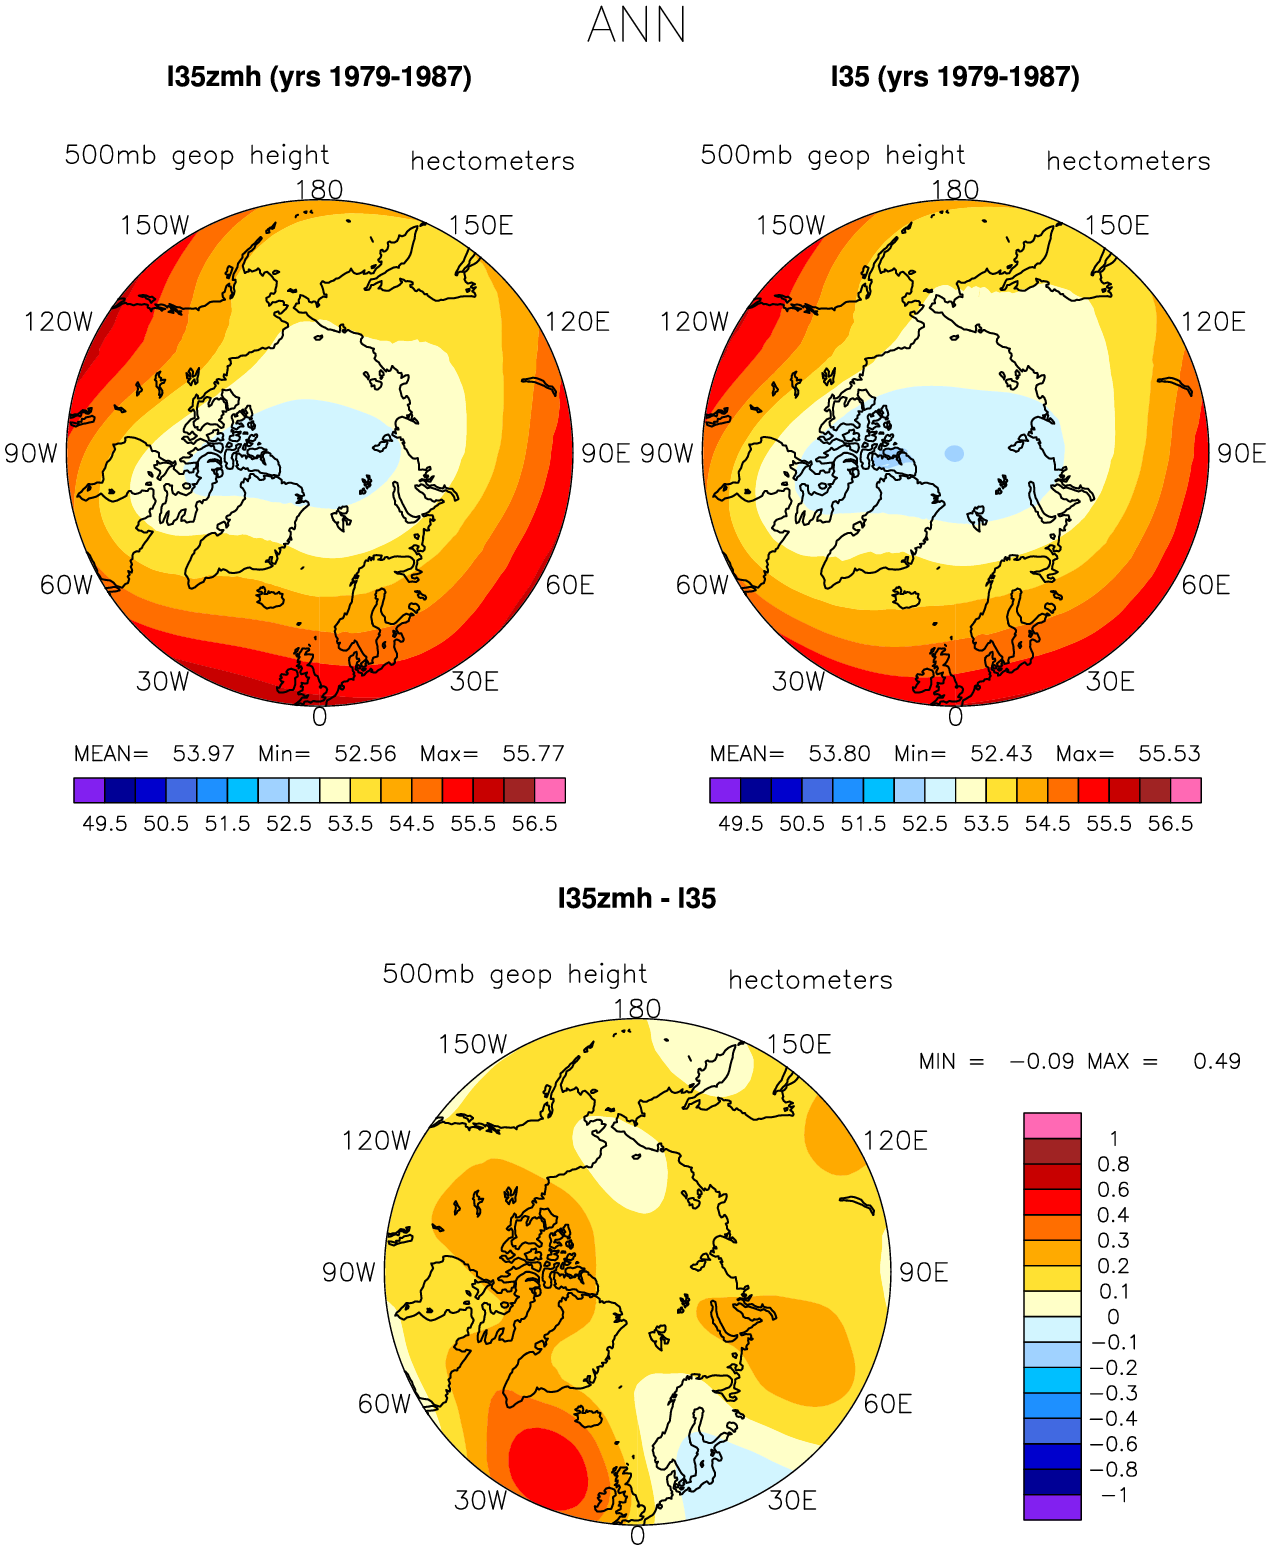 ANN
I35zmh (yrs 1979-1987)
I35 (yrs 1979-1987)
500mb geop height hectometers
500mb geop height hectometers
180
150W 150E
120W 120E
90W 90E
60W 60E
30W 30E
0
180
150W 150E
120W 120E
90W 90E
60W 60E
30W 30E
0
MEAN= 53.97 Min= 52.56 Max= 55.77
49.5 50.5 51.5 52.5 53.5 54.5 55.5 56.5
MEAN= 53.80 Min= 52.43 Max= 55.53
49.5 50.5 51.5 52.5 53.5 54.5 55.5 56.5
I35zmh - I35
500mb geop height hectometers
180
150W 150E
120W 120E
90W 90E
60W 60E
30W 30E
0
MIN = -0.09 MAX = 0.49
1
0.8
0.6
0.4
0.3
0.2
0.1
0
-0.1
-0.2
-0.3
-0.4
-0.6
-0.8
-1